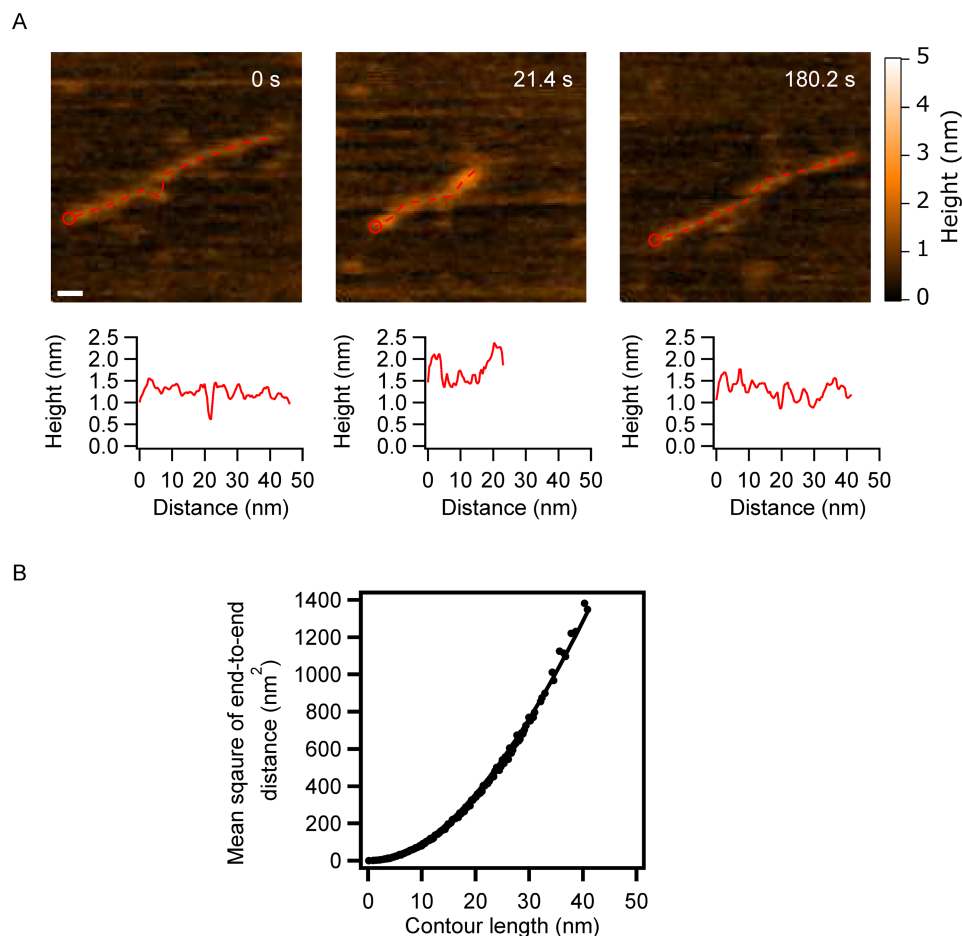 A
0 s
21.4 s
180.2 s
5
4
3
2
1
0
Height (nm)
2.5
2.0
1.5
1.0
0.5
0.0
Height (nm)
0 10 20 30 40 50
Distance (nm)
2.5
2.0
1.5
1.0
0.5
0.0
Height (nm)
0 10 20 30 40 50
Distance (nm)
2.5
2.0
1.5
1.0
0.5
0.0
Height (nm)
0 10 20 30 40 50
Distance (nm)
B
Mean sqaure of end-to-end
distance (nm²)
1400
1200
1000
800
600
400
200
0
0 10 20 30 40 50
Contour length (nm)